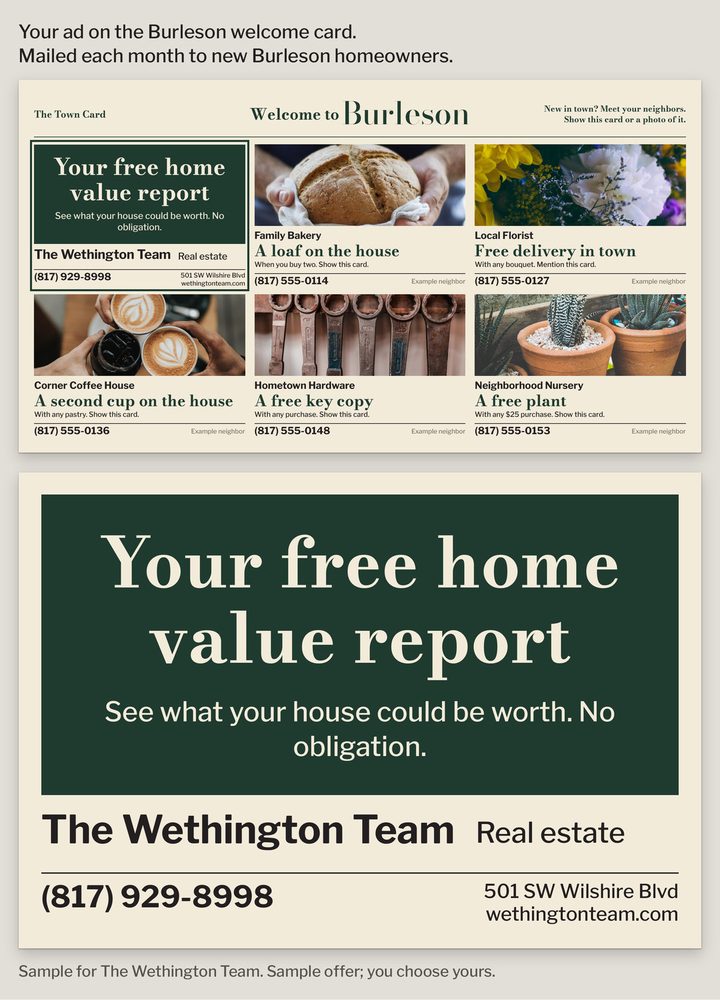 Your ad on the Burleson welcome card.
Mailed each month to new Burleson homeowners.
The Town Card
Welcome to Burleson
New in town? Meet your neighbors.
Show this card or a photo of it.
Your free home
value report
See what your house could be worth. No
obligation.
The Wethington Team Real estate
(817) 929-8998
501 SW Wilshire Blvd
wethingtonteam.com
Family Bakery
A loaf on the house
When you buy two. Show this card.
(817) 555-0114
Example neighbor
Local Florist
Free delivery in town
With any bouquet. Mention this card.
(817) 555-0127
Example neighbor
Corner Coffee House
A second cup on the house
With any pastry. Show this card.
(817) 555-0136
Example neighbor
Hometown Hardware
A free key copy
With any purchase. Show this card.
(817) 555-0148
Example neighbor
Neighborhood Nursery
A free plant
With any $25 purchase. Show this card.
(817) 555-0153
Example neighbor
Your free home
value report
See what your house could be worth. No
obligation.
The Wethington Team Real estate
(817) 929-8998
501 SW Wilshire Blvd
wethingtonteam.com
Sample for The Wethington Team. Sample offer; you choose yours.